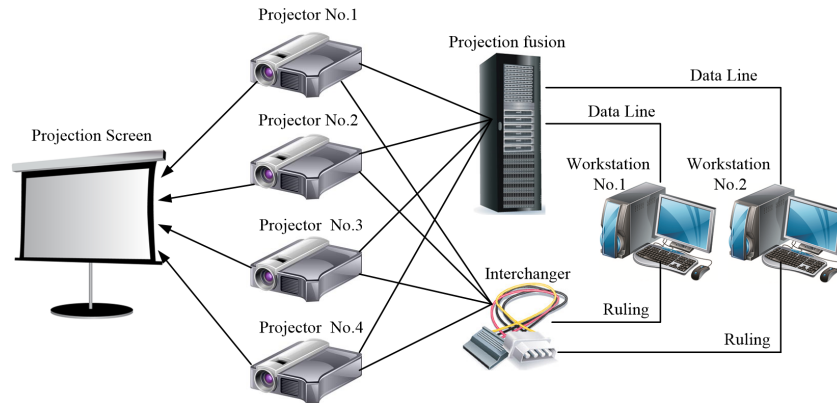 Projector No.1
Projection fusion
Data Line
Projector No.2
Data Line
Projection Screen
Workstation
No.1
Workstation
No.2
Projector No.3
Interchanger
Ruling
Projector No.4
Ruling